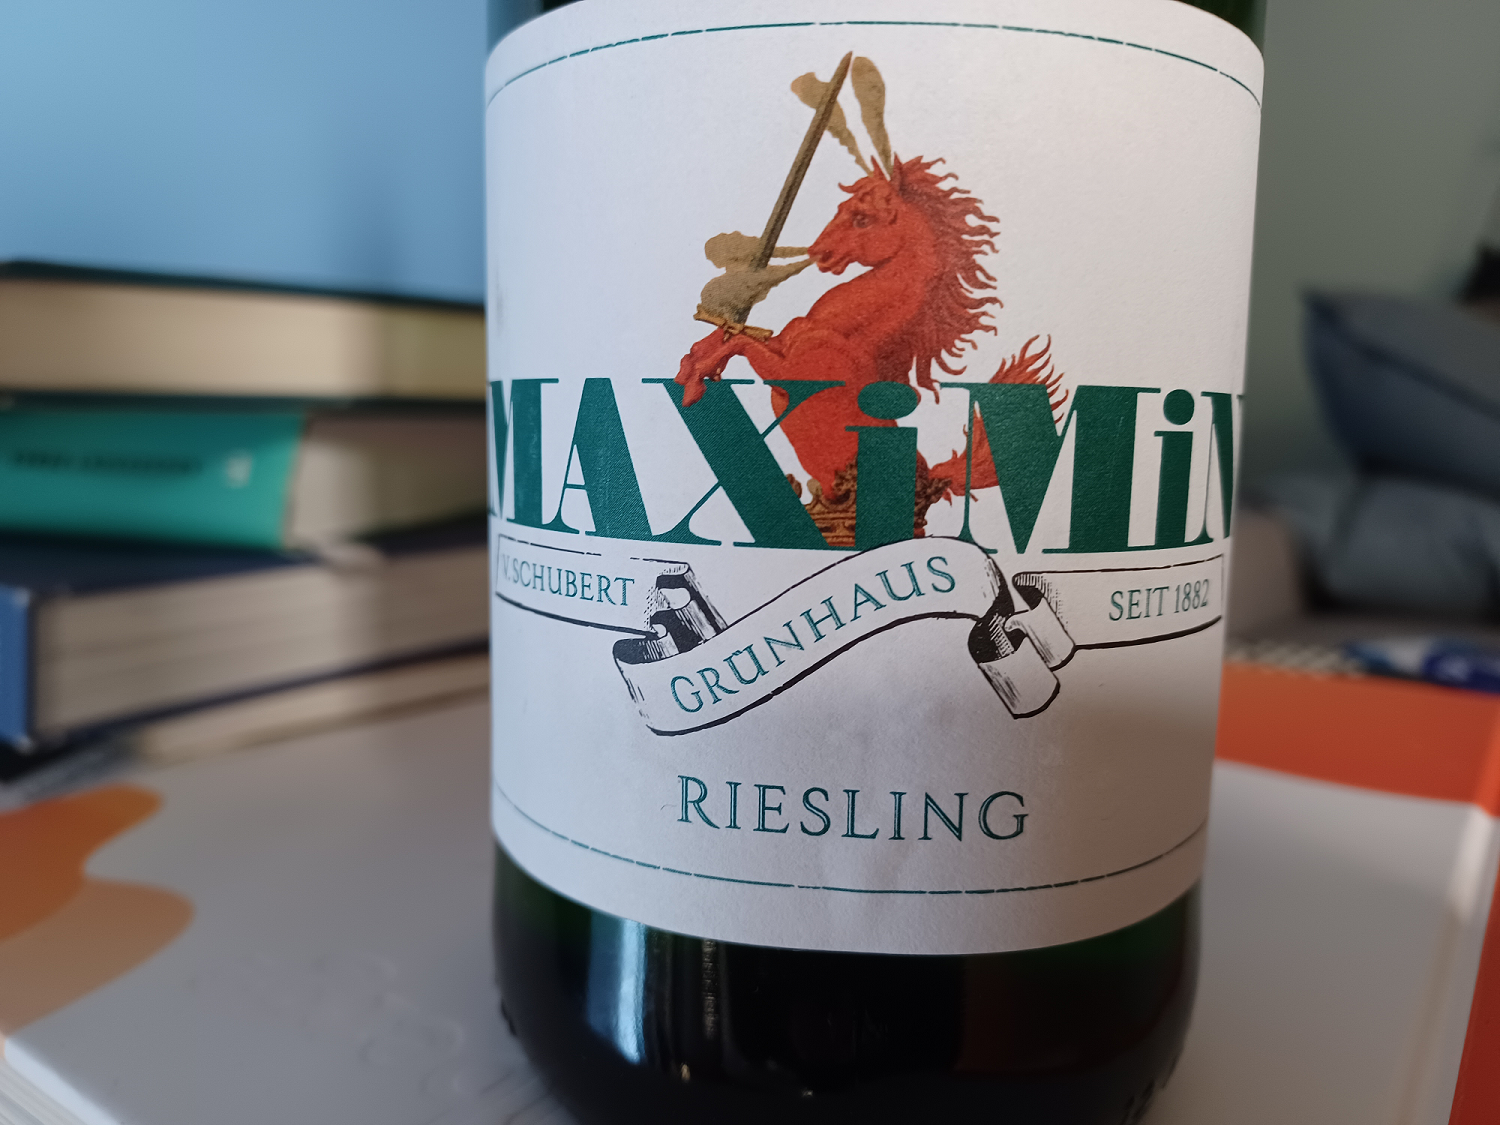 MAXiMiN
V. SCHUBERT
GRÜNHAUS
SEIT 1882
RIESLING